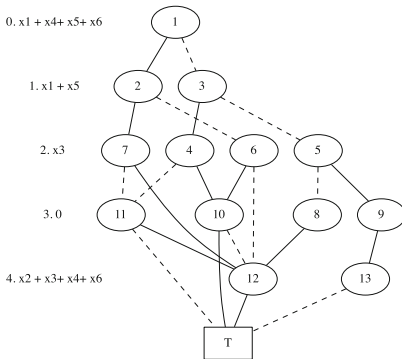 0. x1 + x4+ x5+ x6 1
1. x1 + x5 2 3
2. x3 7 4 6 5
3. 0 11 10 8 9
4. x2 + x3+ x4+ x6 12 13
T